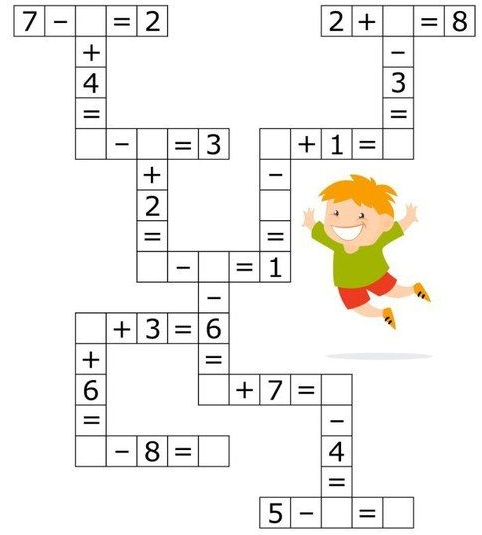 7 – = 2 2 + = 8
+ –
4 3
= =
– = 3 + 1 =
+ –
2
= =
– = 1
–
+ 3 = 6
+ =
6 + 7 =
= –
– 8 = 4
=
5 – =